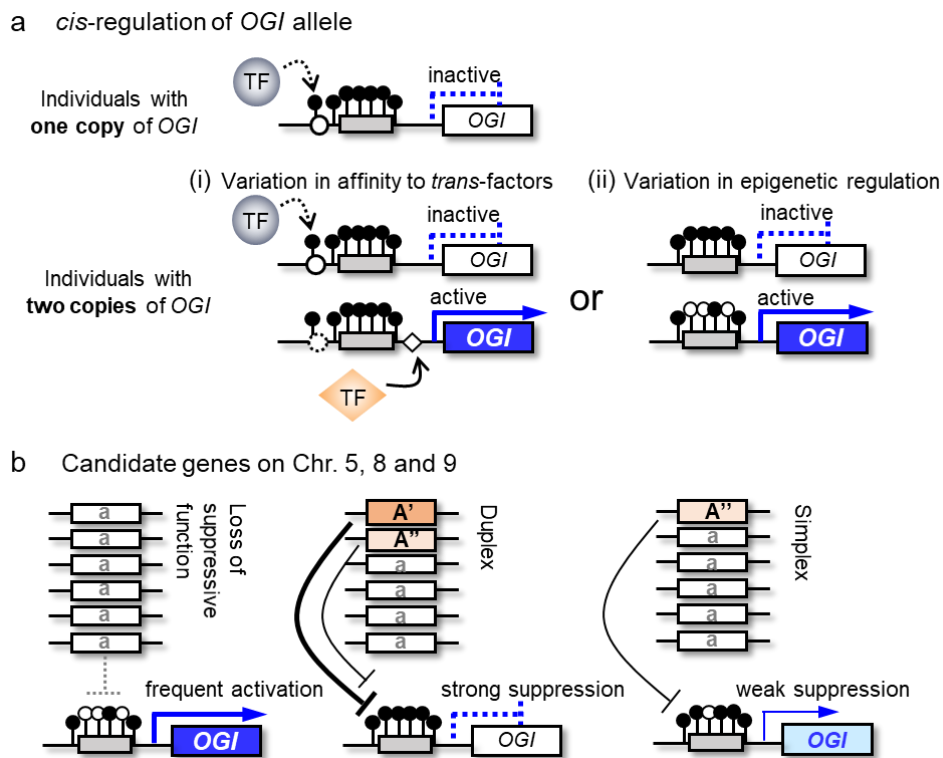 a cis-regulation of OGI allele
TF
inactive
Individuals with
one copy of OGI
OGI
(i) Variation in affinity to trans-factors
(ii) Variation in epigenetic regulation
TF
inactive
OGI
inactive
OGI
Individuals with
two copies of OGI
active
OGI
or
active
OGI
TF
b Candidate genes on Chr. 5, 8 and 9
a
a
a
a
a
a
Loss of
suppressive
function
frequent activation
OGI
A'
A''
a
a
a
a
Duplex
strong suppression
OGI
A''
a
a
a
a
a
Simplex
weak suppression
OGI